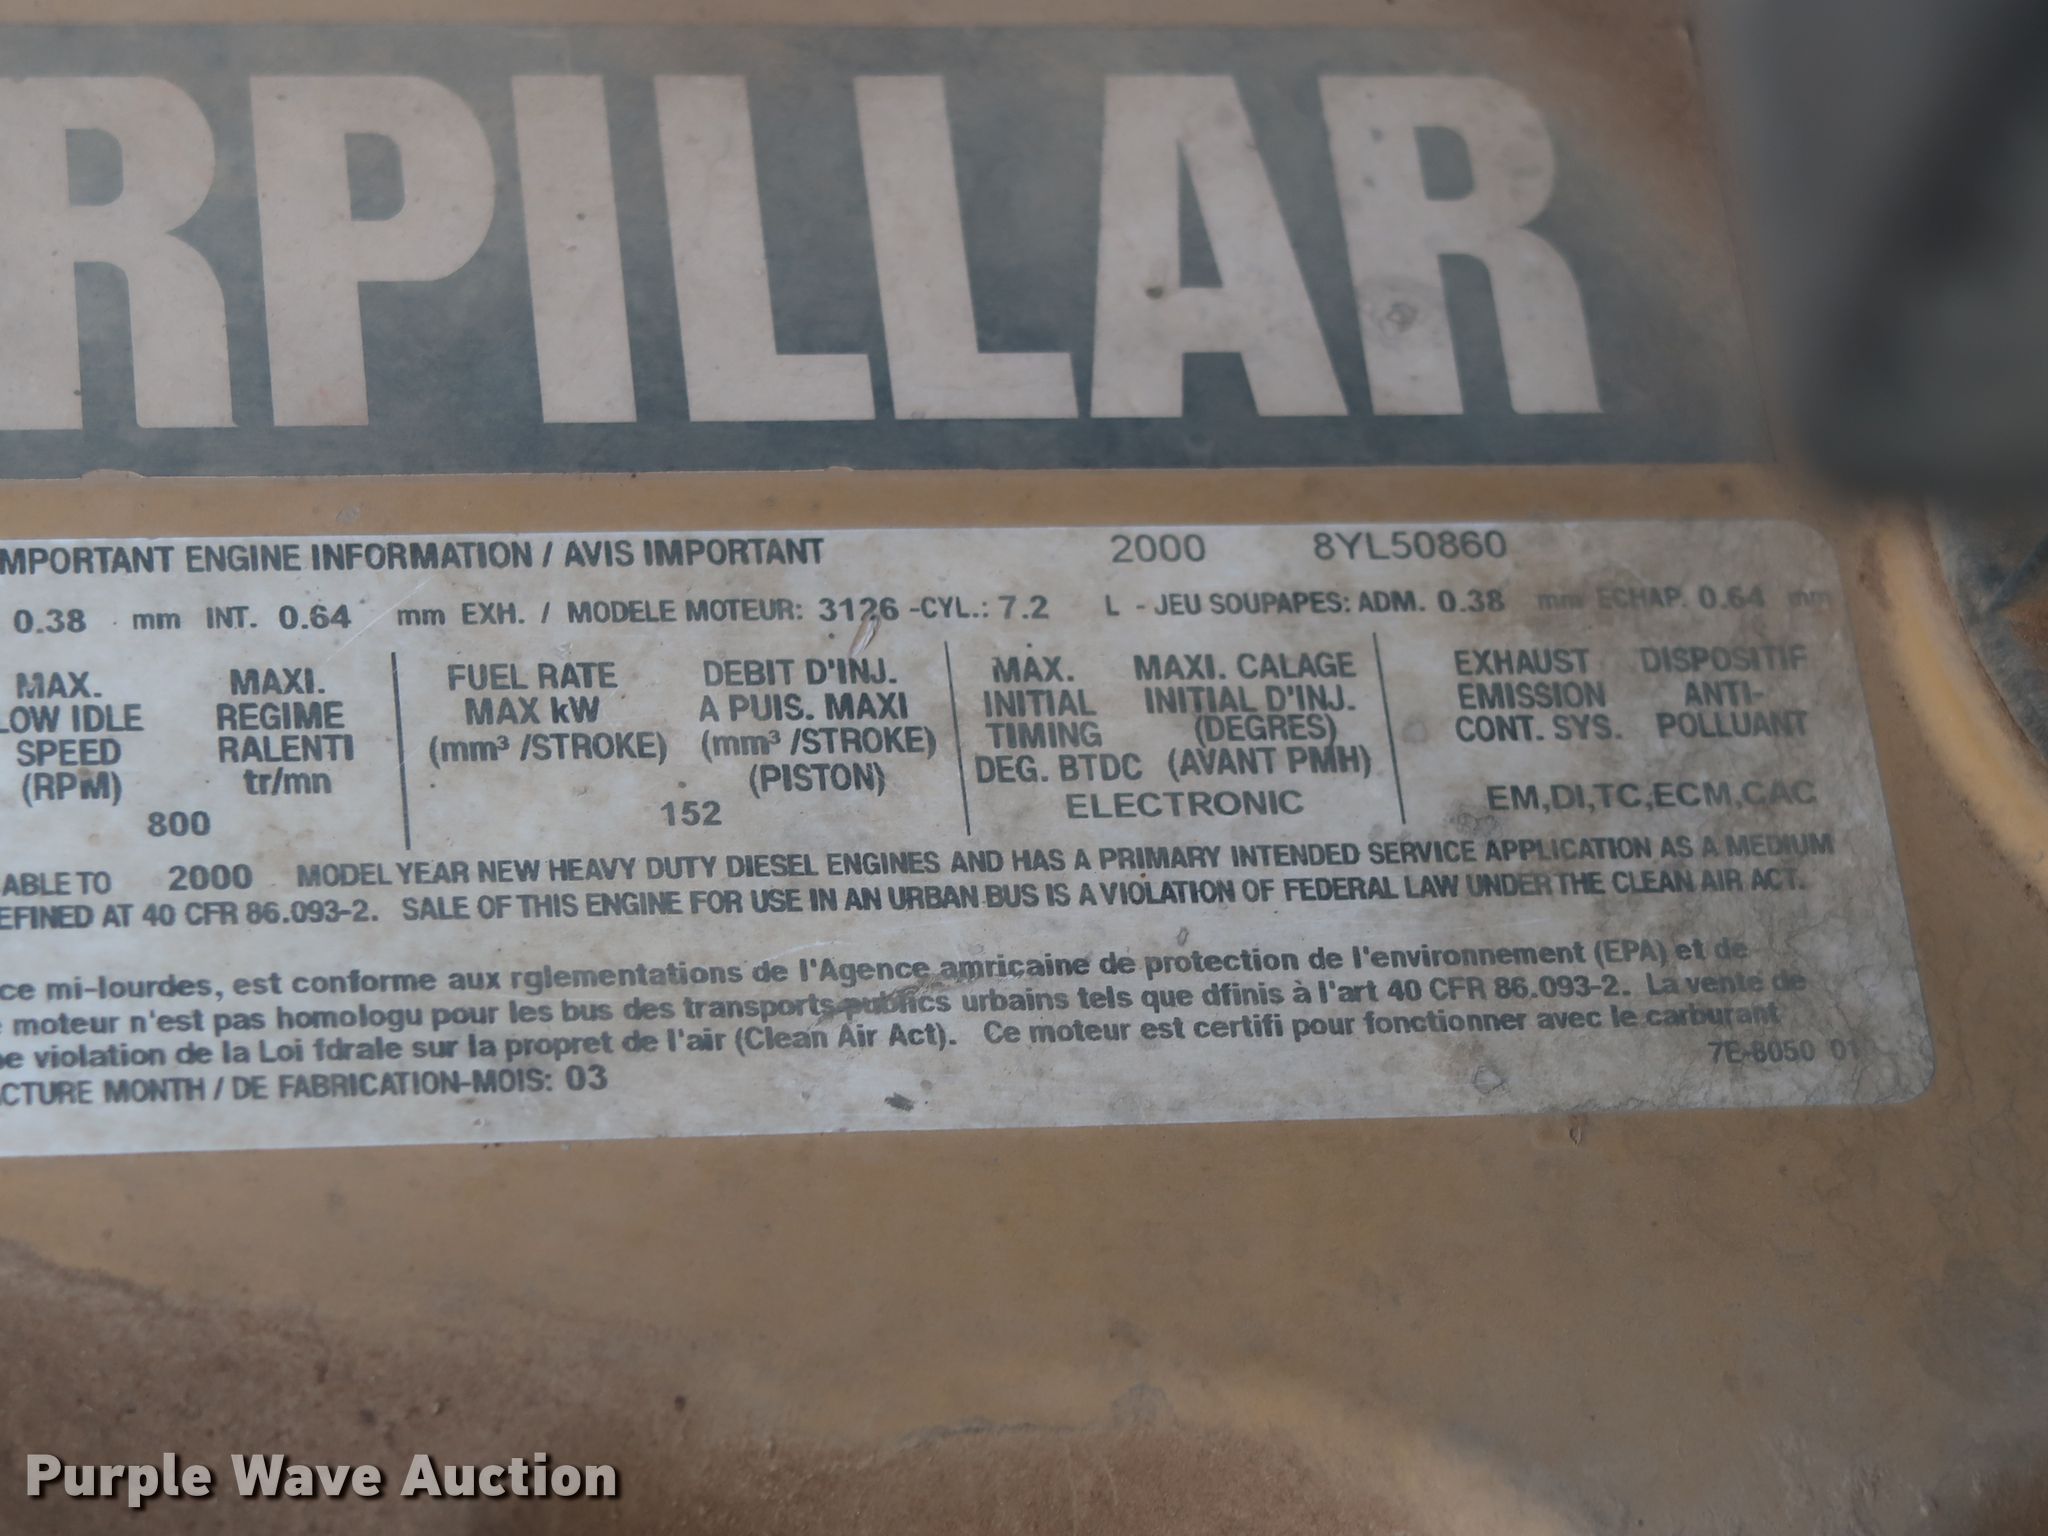 RPILLAR
IMPORTANT ENGINE INFORMATION / AVIS IMPORTANT 2000 8YL50860
0.38 mm INT. 0.64 mm EXH. / MODELE MOTEUR: 3126 -CYL.: 7.2 L - JEU SOUPAPES: ADM. 0.38 mm ECHAP. 0.64 mm
MAX. MAXI. FUEL RATE DEBIT D'INJ. MAX. MAXI. CALAGE EXHAUST DISPOSITIF
LOW IDLE REGIME MAX kW A PUIS. MAXI INITIAL INITIAL D'INJ. EMISSION ANTI-
SPEED RALENTI (mm³ /STROKE) (mm³ /STROKE) TIMING (DEGRES) CONT. SYS. POLLUANT
(RPM) tr/mn (PISTON) DEG. BTDC (AVANT PMH)
800 152 ELECTRONIC EM,DI,TC,ECM,CAC
ABLE TO 2000 MODEL YEAR NEW HEAVY DUTY DIESEL ENGINES AND HAS A PRIMARY INTENDED SERVICE APPLICATION AS A MEDIUM
EFINED AT 40 CFR 86.093-2. SALE OF THIS ENGINE FOR USE IN AN URBAN BUS IS A VIOLATION OF FEDERAL LAW UNDER THE CLEAN AIR ACT.
ce mi-lourdes, est conforme aux rglementations de l'Agence amricaine de protection de l'environnement (EPA) et de
moteur n'est pas homologu pour les bus des transports publics urbains tels que dfinis à l'art 40 CFR 86.093-2. La vente de
ne violation de la Loi fdrale sur la propret de l'air (Clean Air Act). Ce moteur est certifi pour fonctionner avec le carburant
CTURE MONTH / DE FABRICATION-MOIS: 03 7E-8050 01
Purple Wave Auction